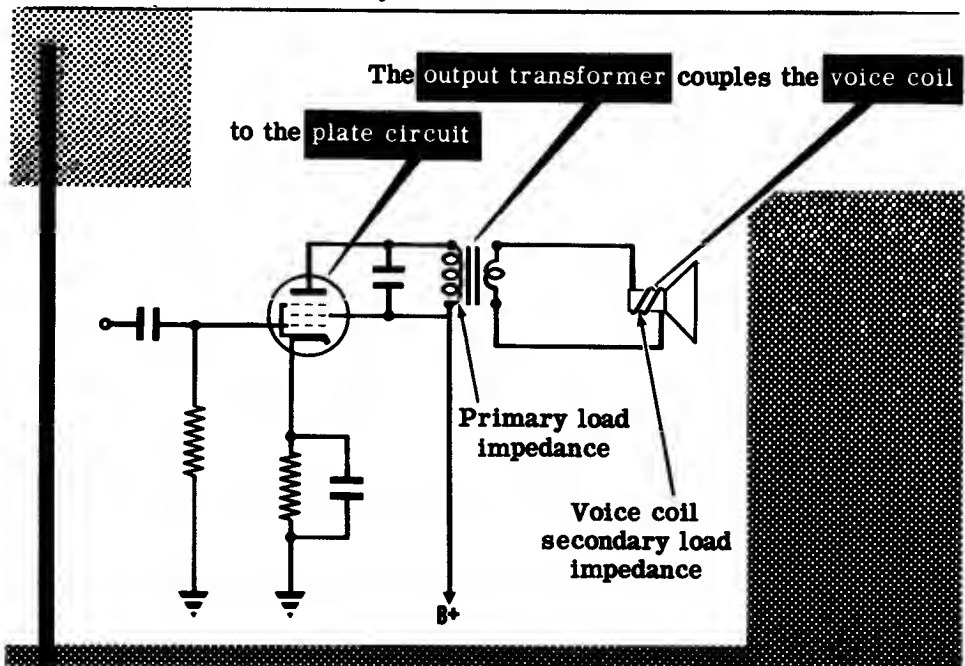 The output transformer couples the voice coil
to the plate circuit
Primary load
impedance
Voice coil
secondary load
impedance
B+